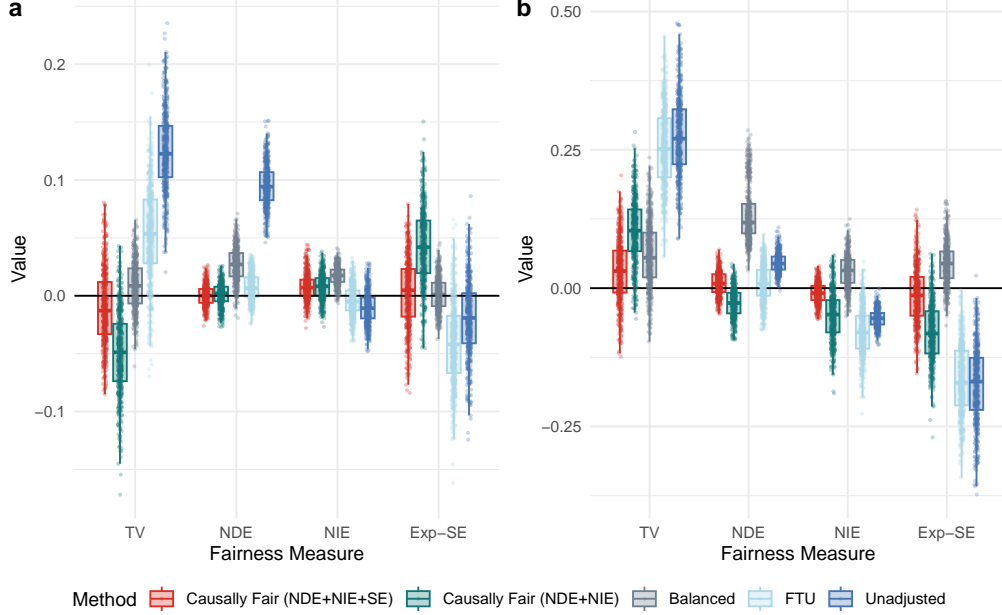 a
b
Value
0.2
0.1
0.0
−0.1
TV
NDE
NIE
Exp−SE
Fairness Measure
Value
0.50
0.25
0.00
−0.25
TV
NDE
NIE
Exp−SE
Fairness Measure
Method
Causally Fair (NDE+NIE+SE)
Causally Fair (NDE+NIE)
Balanced
FTU
Unadjusted